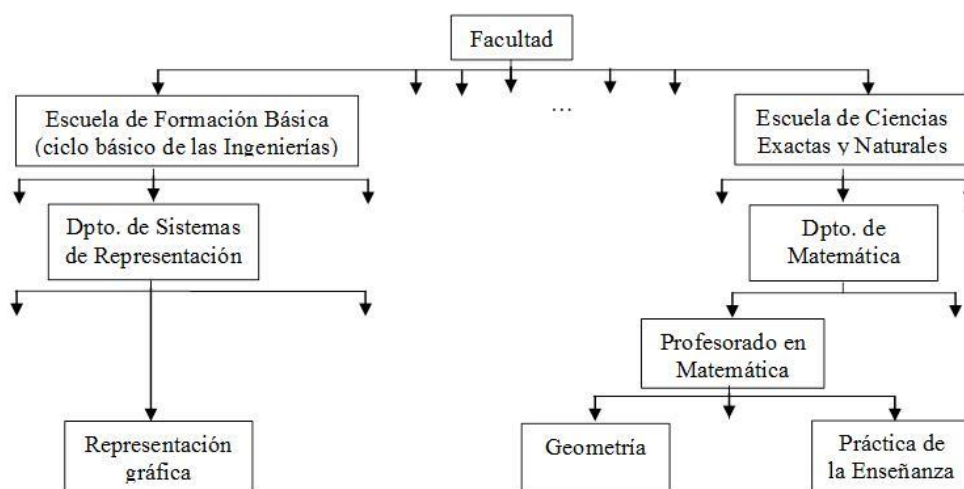 Facultad
...
Escuela de Formación Básica
(ciclo básico de las Ingenierías)
Escuela de Ciencias
Exactas y Naturales
Dpto. de Sistemas
de Representación
Dpto. de
Matemática
Profesorado en
Matemática
Representación
gráfica
Geometría
Práctica de
la Enseñanza